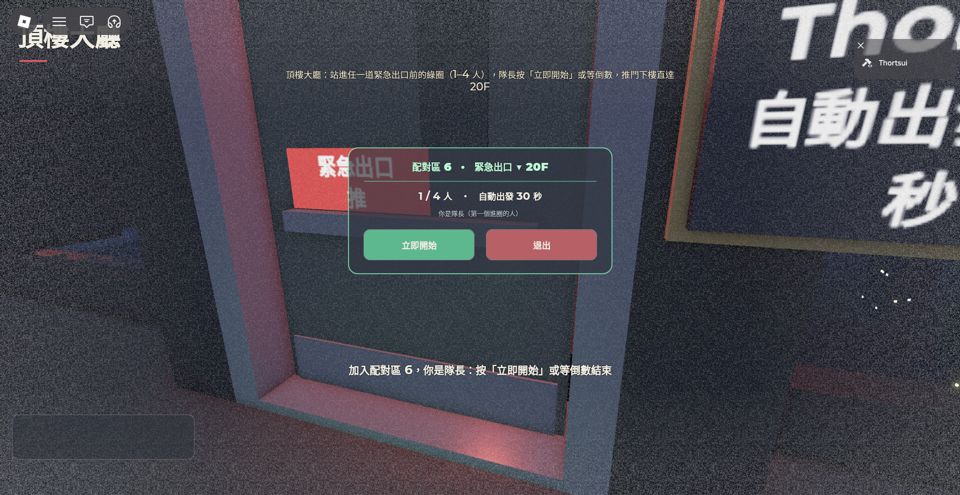 頂樓大廳
頂樓大廳：站進任一道緊急出口前的綠圈（1–4 人），隊長按「立即開始」或等倒數，推門下樓直達
20F
Thortsui
Tho
自動出發
秒
緊急出口
推
配對區 6 • 緊急出口 ▼ 20F
1 / 4 人 • 自動出發 30 秒
你是隊長（第一個進圈的人）
立即開始
退出
加入配對區 6，你是隊長：按「立即開始」或等倒數結束